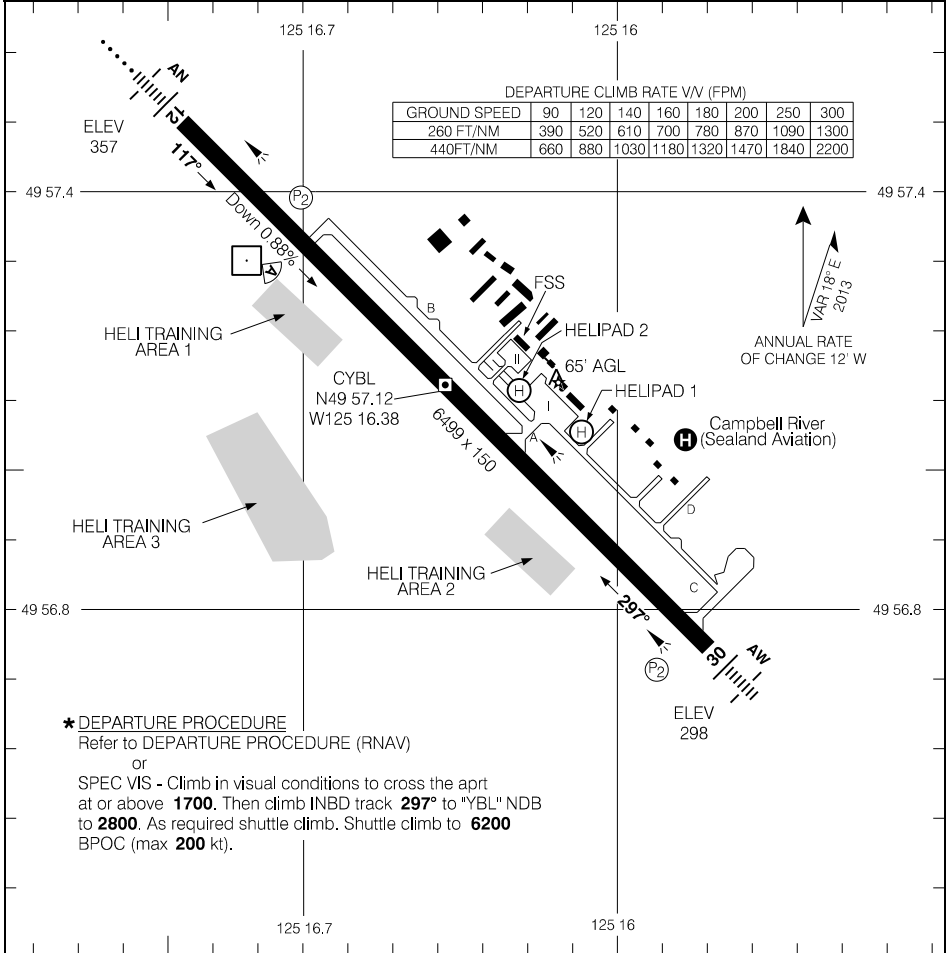 125 16.7
125 16
AN
12
ELEV
357
117°
DEPARTURE CLIMB RATE V/V (FPM)
GROUND SPEED 90 120 140 160 180 200 250 300
260 FT/NM 390 520 610 700 780 870 1090 1300
440FT/NM 660 880 1030 1180 1320 1470 1840 2200
49 57.4
49 57.4
P2
Down 0.88%
A
VAR 18° E
2013
ANNUAL RATE
OF CHANGE 12' W
B
FSS
HELIPAD 2
HELI TRAINING
AREA 1
II
I
65' AGL
HELIPAD 1
H
CYBL
N49 57.12
W125 16.38
I
H
A
6499 x 150
H
Campbell River
(Sealand Aviation)
HELI TRAINING
AREA 3
D
HELI TRAINING
AREA 2
C
49 56.8
49 56.8
297°
P2
30
AW
ELEV
298
* DEPARTURE PROCEDURE
Refer to DEPARTURE PROCEDURE (RNAV)
or
SPEC VIS - Climb in visual conditions to cross the aprt
at or above 1700. Then climb INBD track 297° to "YBL" NDB
to 2800. As required shuttle climb. Shuttle climb to 6200
BPOC (max 200 kt).
125 16.7
125 16